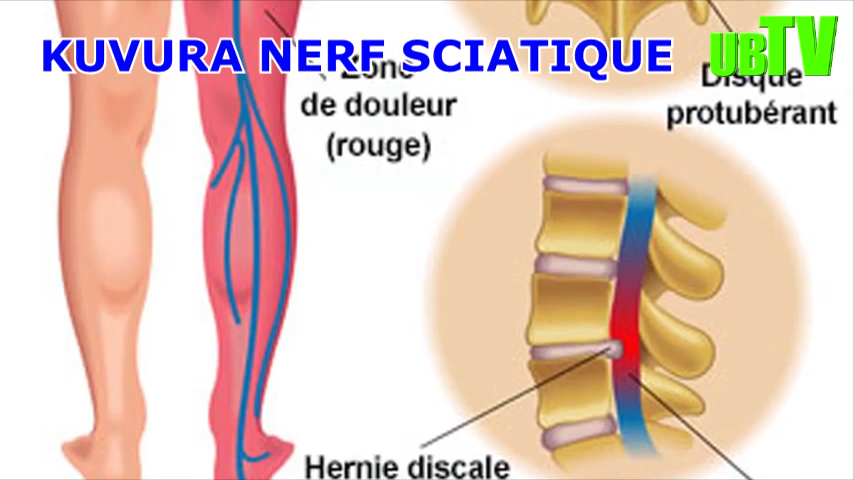 KUVURA NERF SCIATIQUE
UBTV
Zone
de douleur
(rouge)
Disque
protubérant
Hernie discale